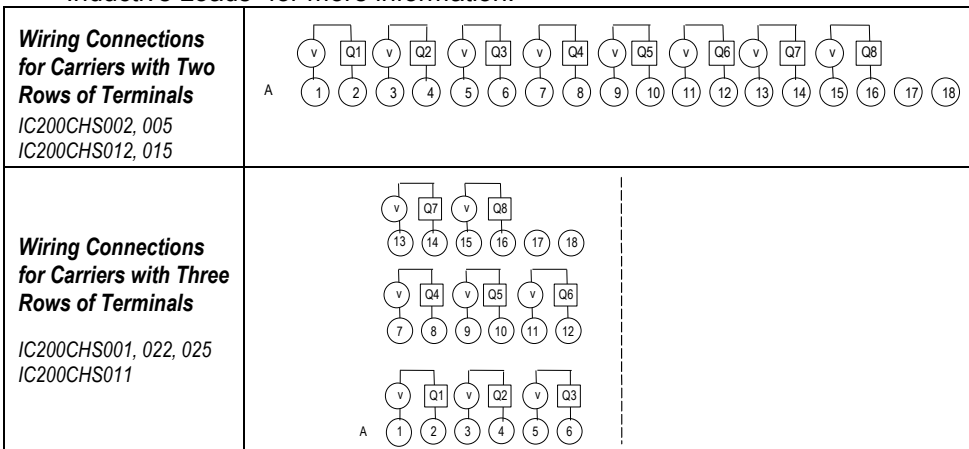 Inductive Loads" for more information.
Wiring Connections
for Carriers with Two
Rows of Terminals
IC200CHS002, 005
IC200CHS012, 015
v Q1 v Q2 v Q3 v Q4 v Q5 v Q6 v Q7 v Q8
A 1 2 3 4 5 6 7 8 9 10 11 12 13 14 15 16 17 18
Wiring Connections
for Carriers with Three
Rows of Terminals
IC200CHS001, 022, 025
IC200CHS011
v Q7 v Q8
13 14 15 16 17 18
v Q4 v Q5 v Q6
7 8 9 10 11 12
v Q1 v Q2 v Q3
A 1 2 3 4 5 6